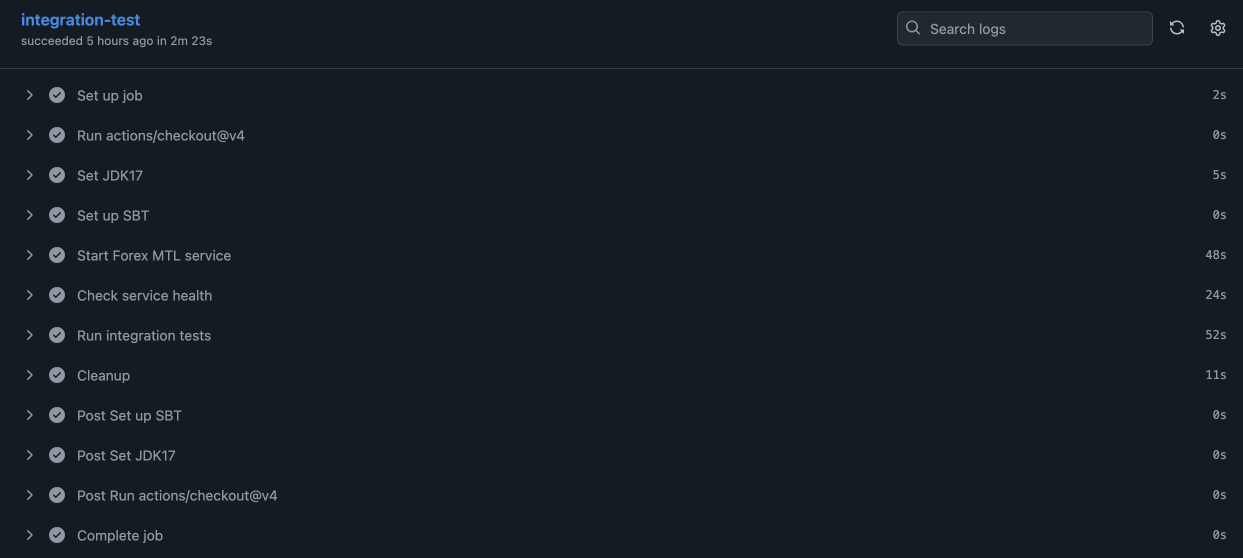 integration-test
succeeded 5 hours ago in 2m 23s
Search logs
Set up job 2s
Run actions/checkout@v4 0s
Set JDK17 5s
Set up SBT 0s
Start Forex MTL service 48s
Check service health 24s
Run integration tests 52s
Cleanup 11s
Post Set up SBT 0s
Post Set JDK17 0s
Post Run actions/checkout@v4 0s
Complete job 0s